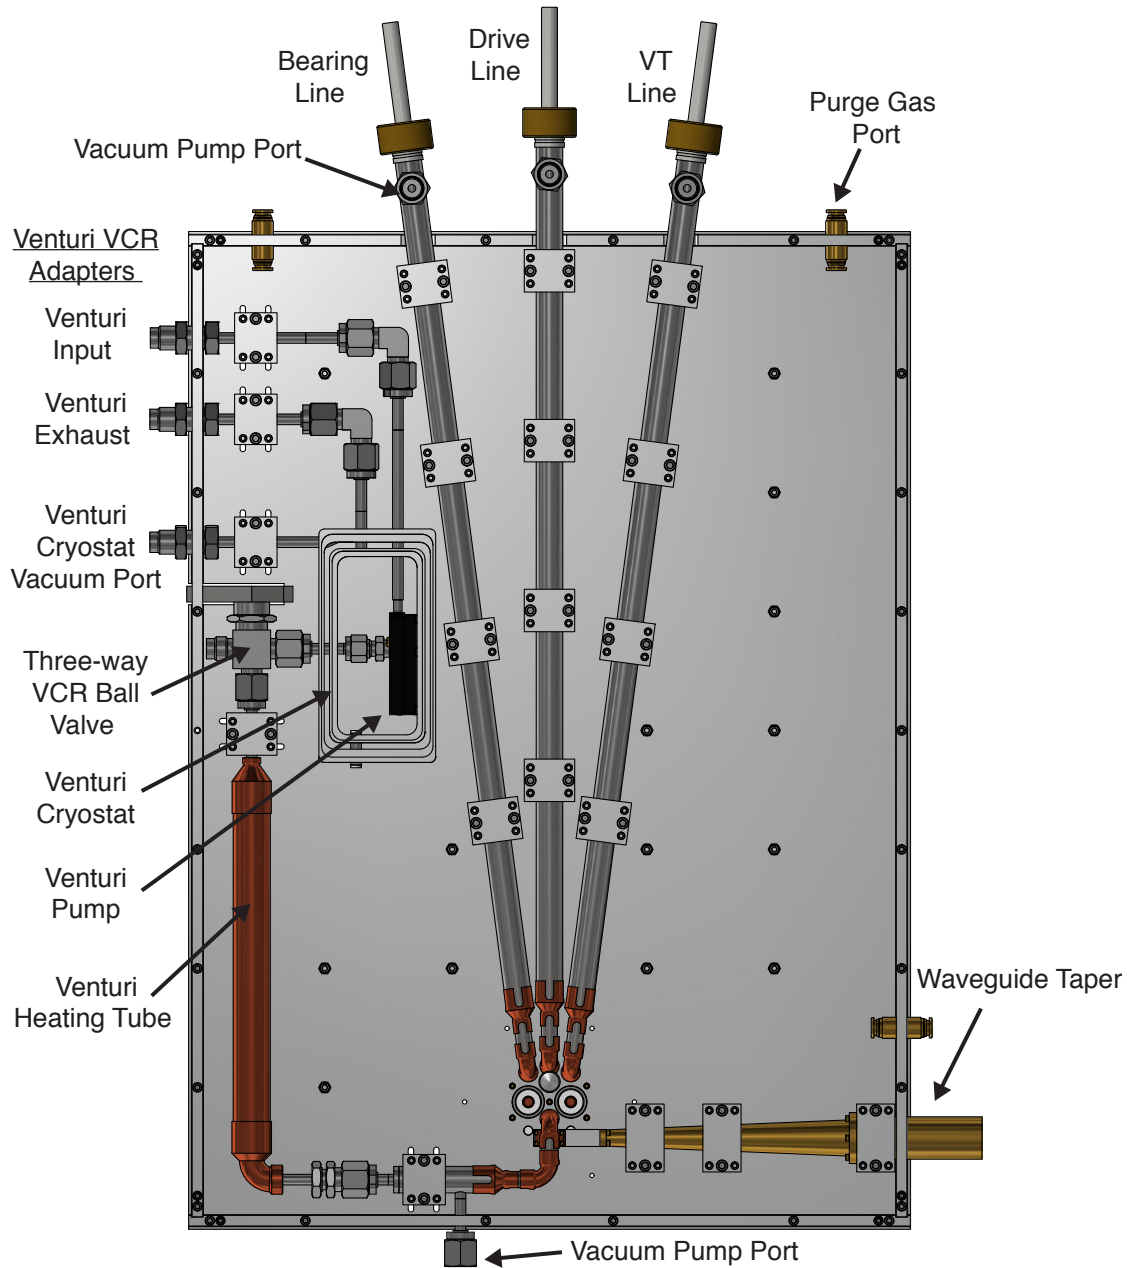 Bearing
Line
Drive
Line
VT
Line
Purge Gas
Port
Vacuum Pump Port
Venturi VCR
Adapters
Venturi
Input
Venturi
Exhaust
Venturi
Cryostat
Vacuum Port
Three-way
VCR Ball
Valve
Venturi
Cryostat
Venturi
Pump
Venturi
Heating Tube
Waveguide Taper
Vacuum Pump Port